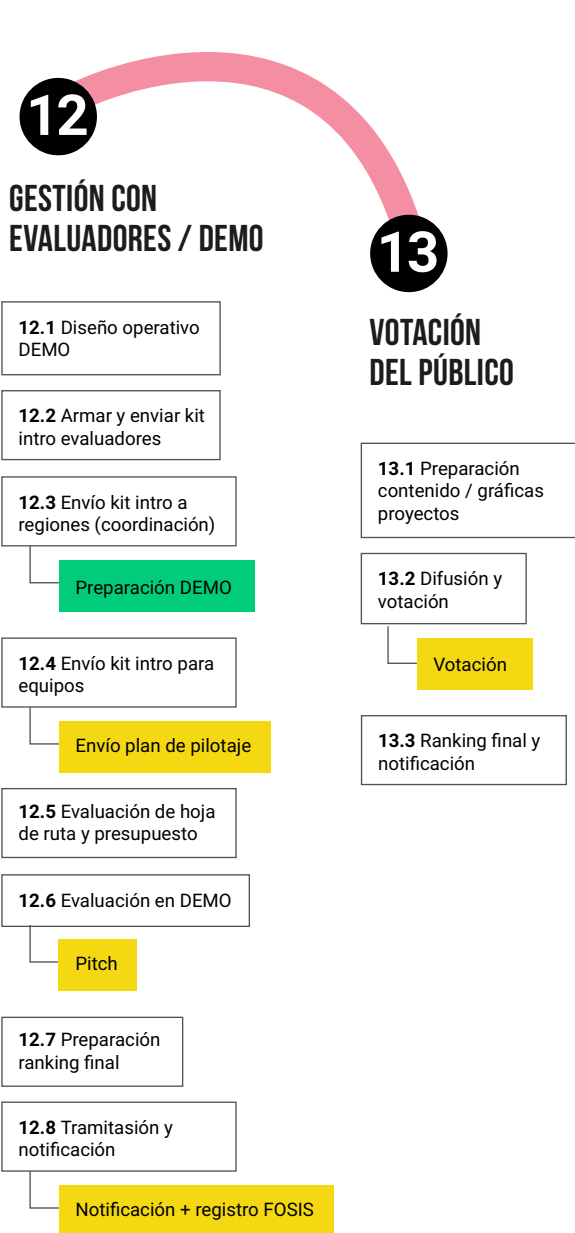 12
GESTIÓN CON
EVALUADORES / DEMO
12.1 Diseño operativo
DEMO
12.2 Armar y enviar kit
intro evaluadores
12.3 Envío kit intro a
regiones (coordinación)
Preparación DEMO
12.4 Envío kit intro para
equipos
Envío plan de pilotaje
12.5 Evaluación de hoja
de ruta y presupuesto
12.6 Evaluación en DEMO
Pitch
12.7 Preparación
ranking final
12.8 Tramitasión y
notificación
Notificación + registro FOSIS
13
VOTACIÓN
DEL PÚBLICO
13.1 Preparación
contenido / gráficas
proyectos
13.2 Difusión y
votación
Votación
13.3 Ranking final y
notificación